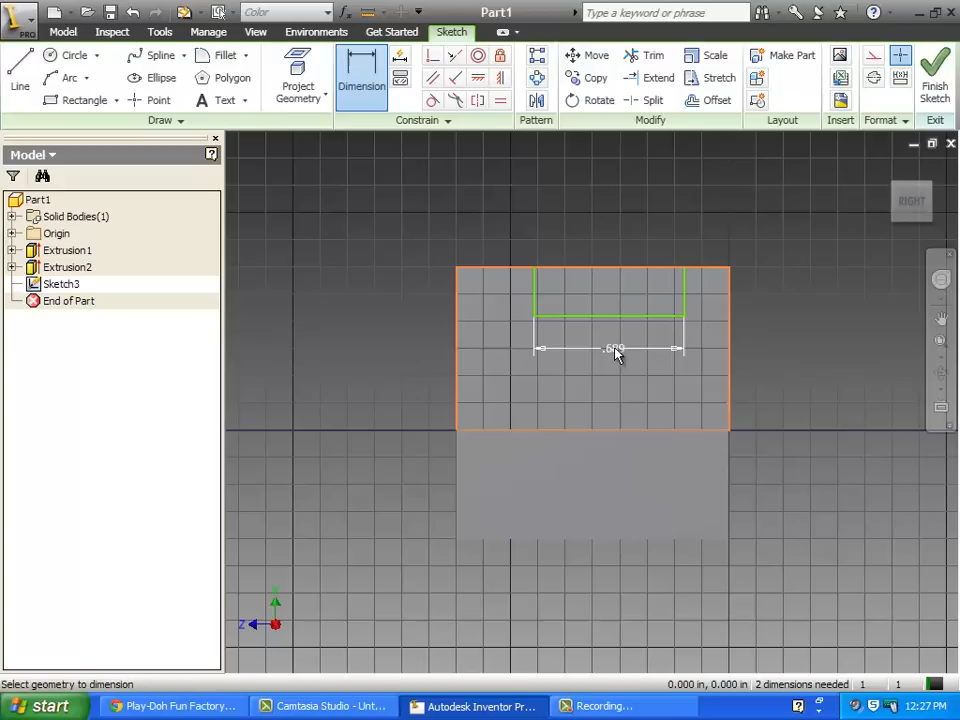 Color
Part1
Type a keyword or phrase
PRO
Model Inspect Tools Manage View Environments Get Started Sketch
Line
Circle
Arc
Rectangle
Spline
Ellipse
Point
Fillet
Polygon
Text
Project
Geometry
Dimension
Move
Copy
Rotate
Trim
Extend
Split
Scale
Stretch
Offset
Make Part
Finish
Sketch
Draw
Constrain
Pattern
Modify
Layout
Insert
Format
Exit
Model
Part1
Solid Bodies(1)
Origin
Extrusion1
Extrusion2
Sketch3
End of Part
RIGHT
Z
Select geometry to dimension
0.000 in, 0.000 in
2 dimensions needed
1
1
start
Play-Doh Fun Factory...
Camtasia Studio - Unt...
Autodesk Inventor Pr...
Recording...
12:27 PM